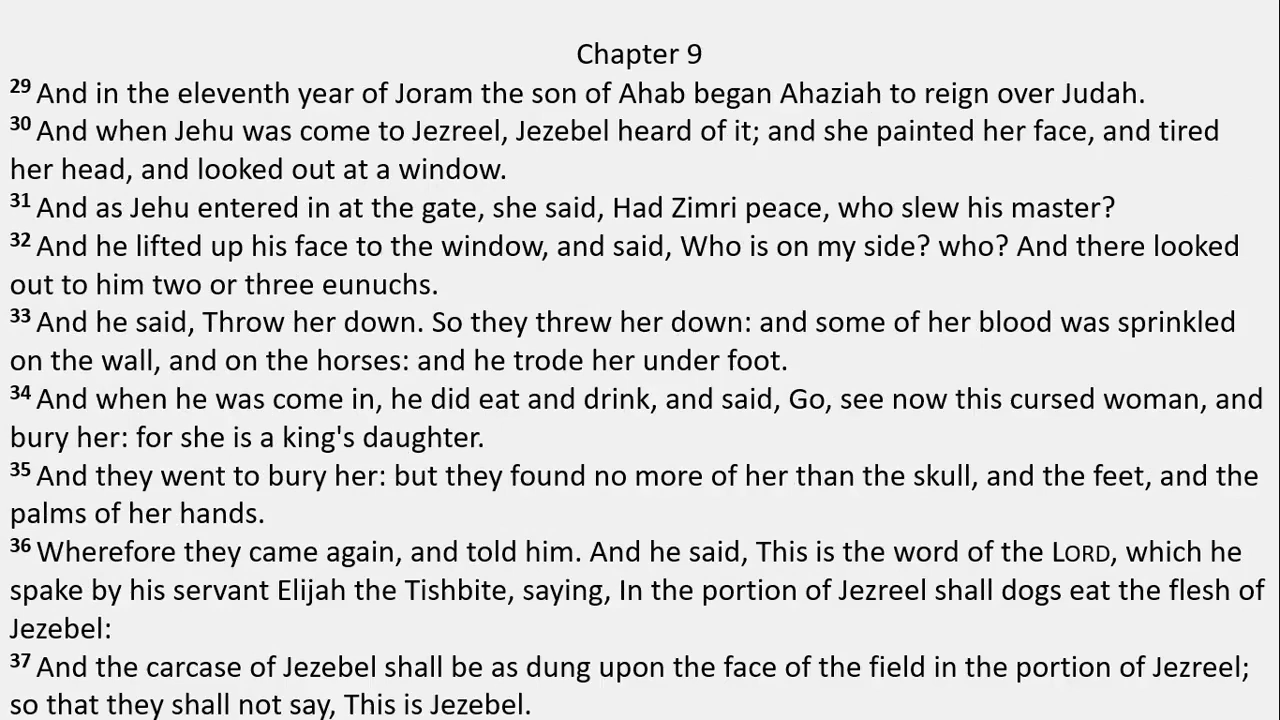 Chapter 9
29 And in the eleventh year of Joram the son of Ahab began Ahaziah to reign over Judah.
30 And when Jehu was come to Jezreel, Jezebel heard of it; and she painted her face, and tired
her head, and looked out at a window.
31 And as Jehu entered in at the gate, she said, Had Zimri peace, who slew his master?
32 And he lifted up his face to the window, and said, Who is on my side? who? And there looked
out to him two or three eunuchs.
33 And he said, Throw her down. So they threw her down: and some of her blood was sprinkled
on the wall, and on the horses: and he trode her under foot.
34 And when he was come in, he did eat and drink, and said, Go, see now this cursed woman, and
bury her: for she is a king's daughter.
35 And they went to bury her: but they found no more of her than the skull, and the feet, and the
palms of her hands.
36 Wherefore they came again, and told him. And he said, This is the word of the LORD, which he
spake by his servant Elijah the Tishbite, saying, In the portion of Jezreel shall dogs eat the flesh of
Jezebel:
37 And the carcase of Jezebel shall be as dung upon the face of the field in the portion of Jezreel;
so that they shall not say, This is Jezebel.